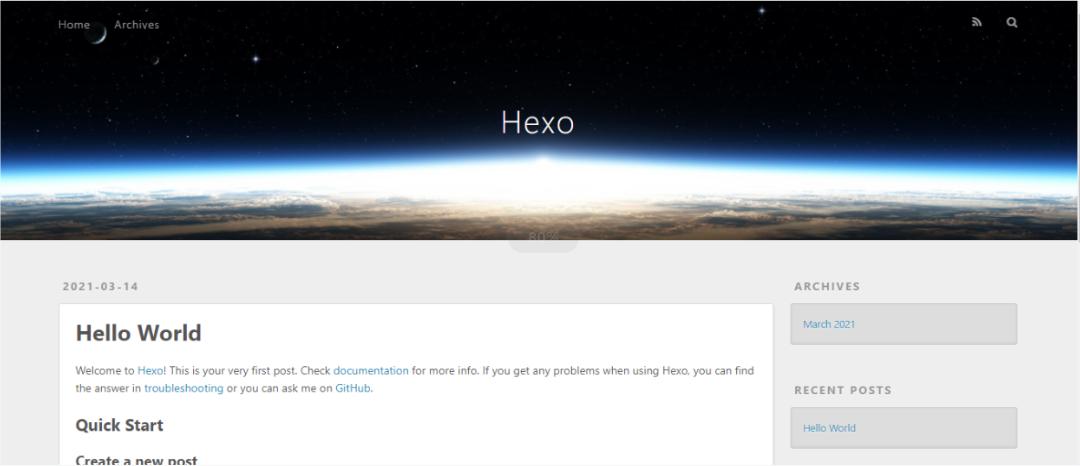 Home Archives
Hexo
80%
2021-03-14
Hello World
Welcome to Hexo! This is your very first post. Check documentation for more info. If you get any problems when using Hexo, you can find
the answer in troubleshooting or you can ask me on GitHub.
Quick Start
Create a new post
ARCHIVES
March 2021
RECENT POSTS
Hello World